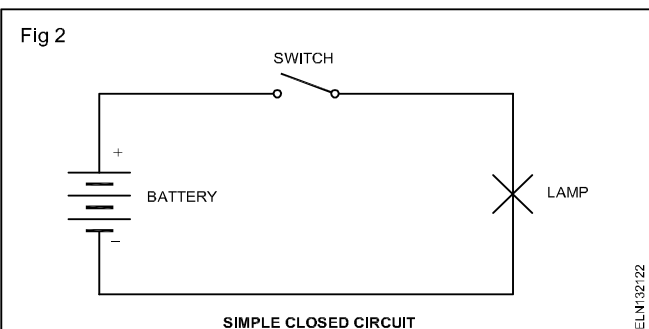 Fig 2
SWITCH
+
BATTERY
–
LAMP
SIMPLE CLOSED CIRCUIT
ELN132122